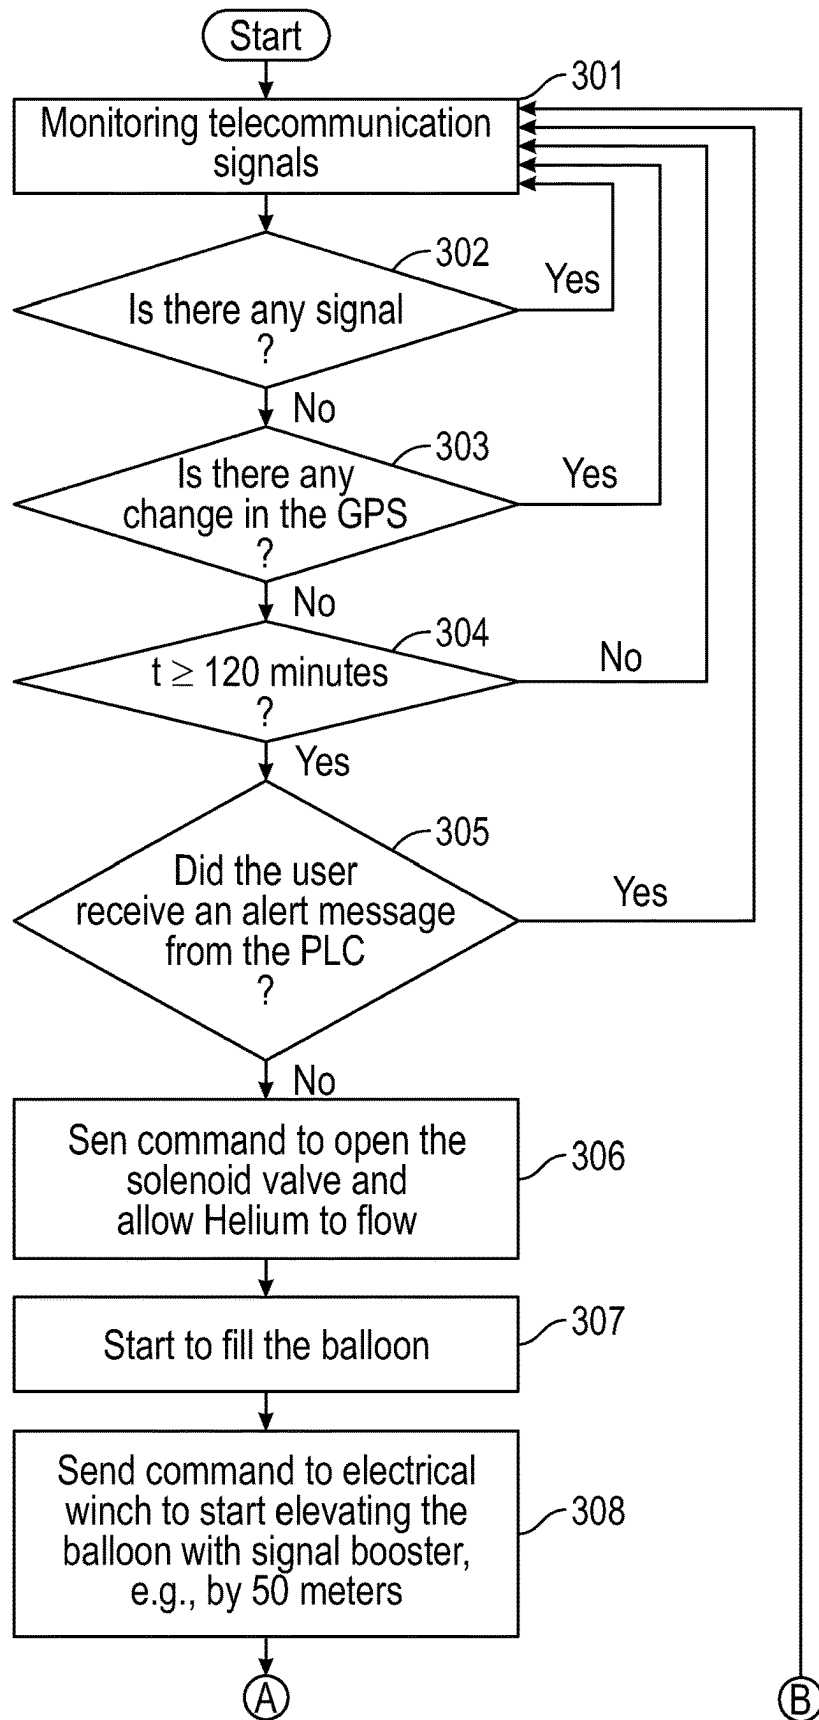 Start
301
Monitoring telecommunication
signals
302
Is there any signal
?
Yes
No
303
Is there any
change in the GPS
?
Yes
No
304
t ≥ 120 minutes
?
No
Yes
305
Did the user
receive an alert message
from the PLC
?
Yes
No
Sen command to open the
solenoid valve and
allow Helium to flow
306
Start to fill the balloon
307
Send command to electrical
winch to start elevating the
balloon with signal booster,
e.g., by 50 meters
308
A
B